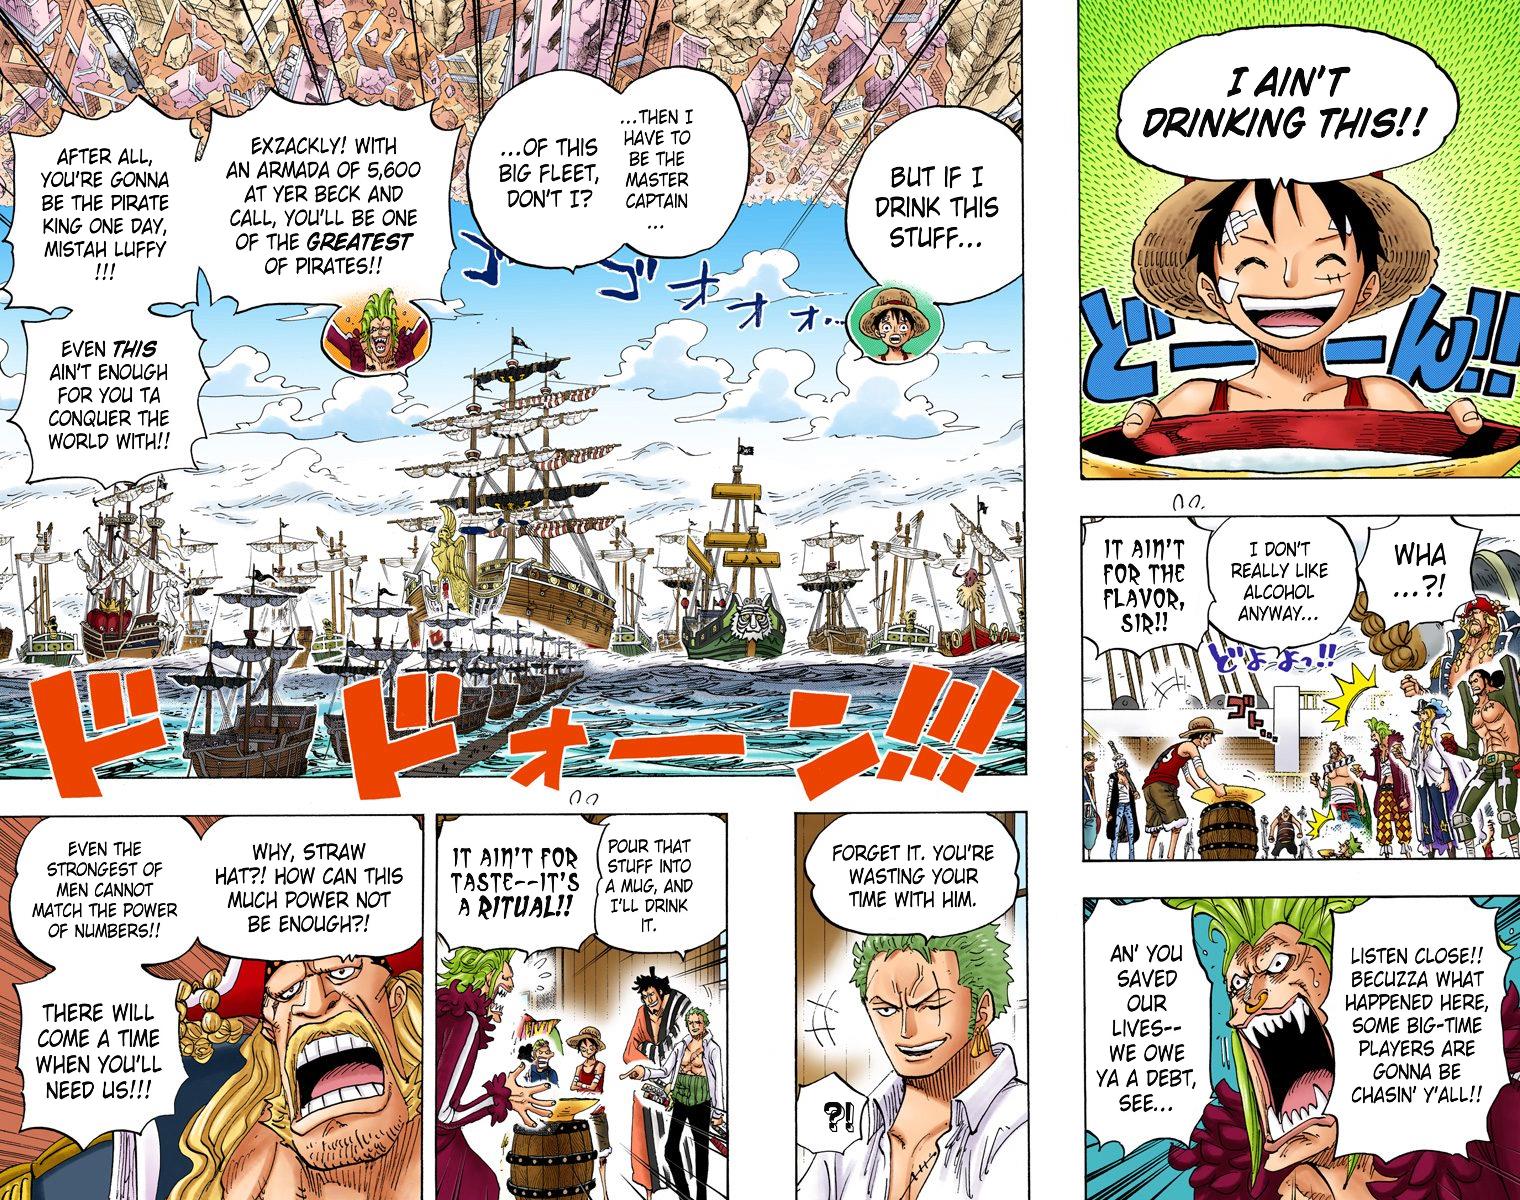 I AIN'T
DRINKING THIS!!
どーーん!!
WHA
...?!
I DON'T
REALLY LIKE
ALCOHOL
ANYWAY...
IT AIN'T
FOR THE
FLAVOR,
SIR!!
どよよっ!!
ゴト...
LISTEN CLOSE!!
BECUZZA WHAT
HAPPENED HERE,
SOME BIG-TIME
PLAYERS ARE
GONNA BE
CHASIN' Y'ALL!!
AN' YOU
SAVED
OUR
LIVES--
WE OWE
YA A DEBT,
SEE...
BUT IF I
DRINK THIS
STUFF...
...THEN I
HAVE TO
BE THE
MASTER
CAPTAIN
...
...OF THIS
BIG FLEET,
DON'T I?
EXZACKLY! WITH
AN ARMADA OF 5,600
AT YER BECK AND
CALL, YOU'LL BE ONE
OF THE GREATEST
OF PIRATES!!
AFTER ALL,
YOU'RE GONNA
BE THE PIRATE
KING ONE DAY,
MISTAH LUFFY
!!!
EVEN THIS
AIN'T ENOUGH
FOR YOU TA
CONQUER THE
WORLD WITH!!
ゴゴオオォ...
ドドォーン!!!
FORGET IT. YOU'RE
WASTING YOUR
TIME WITH HIM.
?!
POUR THAT
STUFF INTO
A MUG, AND
I'LL DRINK
IT.
IT AIN'T FOR
TASTE--IT'S
A RITUAL!!
WHY, STRAW
HAT?! HOW CAN THIS
MUCH POWER NOT
BE ENOUGH?!
EVEN THE
STRONGEST OF
MEN CANNOT
MATCH THE POWER
OF NUMBERS!!
THERE WILL
COME A TIME
WHEN YOU'LL
NEED US!!!